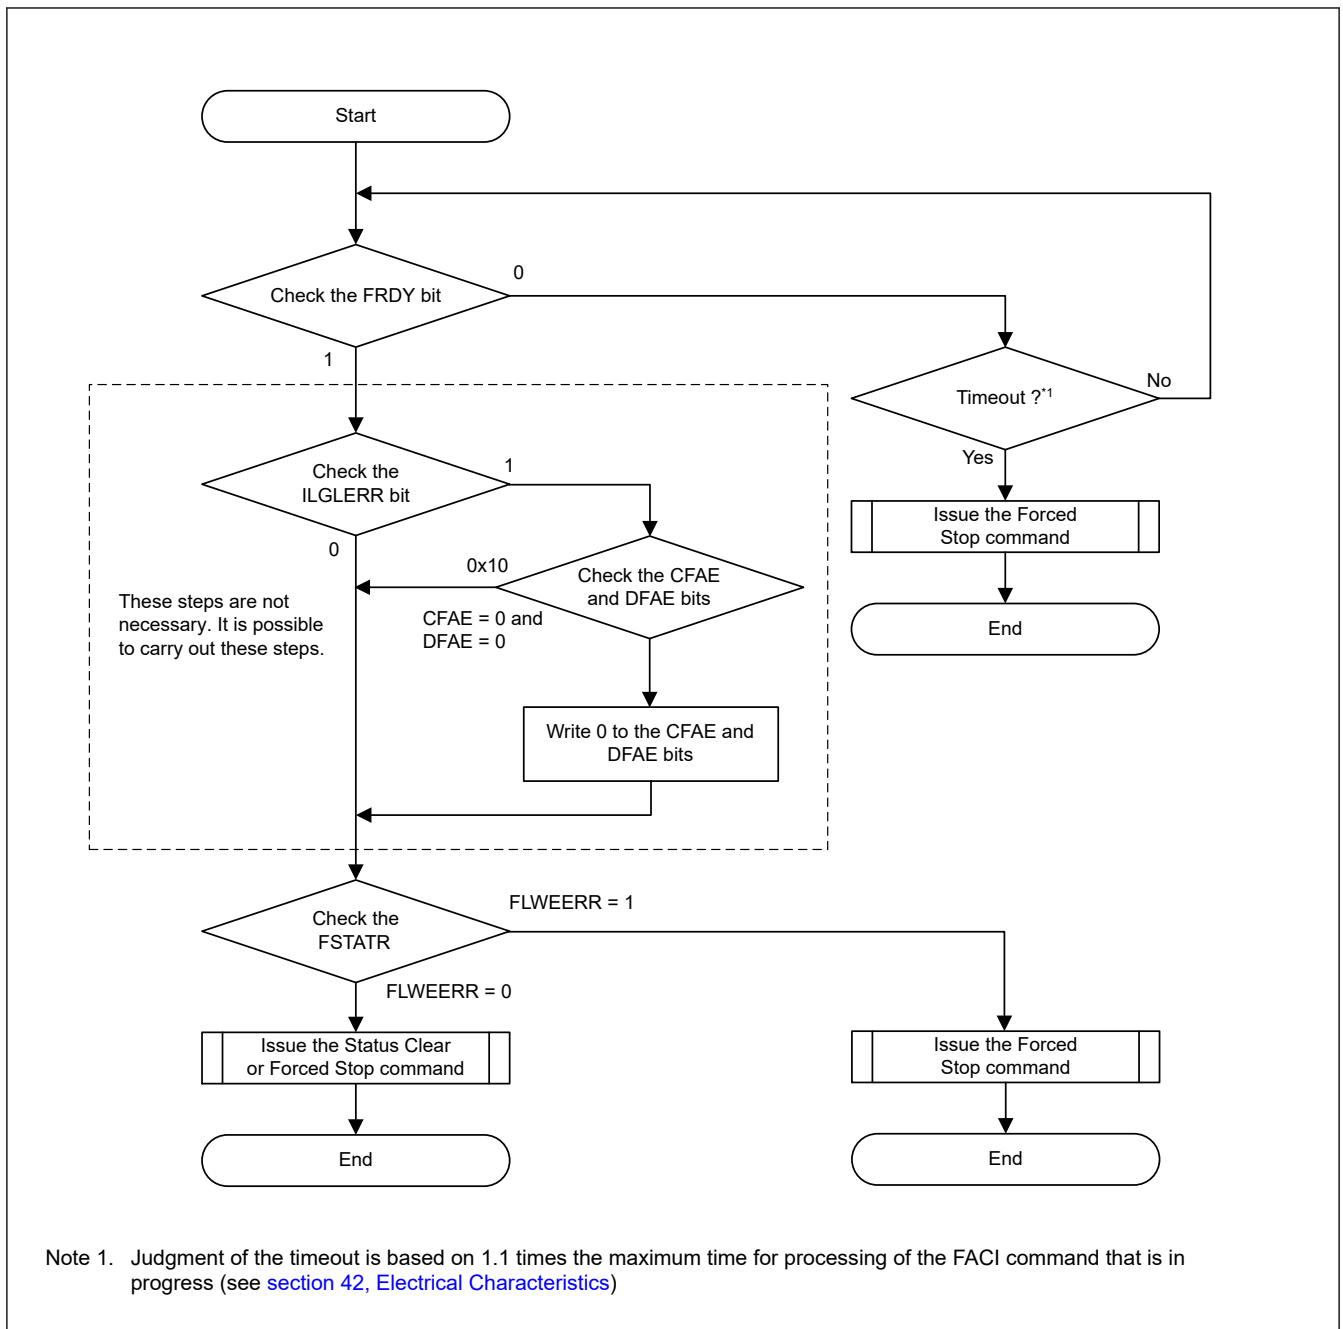 Start
0
Check the FRDY bit
1
No
Timeout ?*1
Yes
Check the
ILGLERR bit
1
Issue the Forced
Stop command
0
0x10
Check the CFAE
and DFAE bits
CFAE = 0 and
DFAE = 0
These steps are not
necessary. It is possible
to carry out these steps.
End
Write 0 to the CFAE and
DFAE bits
Check the
FSTATR
FLWEERR = 1
FLWEERR = 0
Issue the Status Clear
or Forced Stop command
Issue the Forced
Stop command
End
End
Note 1. Judgment of the timeout is based on 1.1 times the maximum time for processing of the FACI command that is in
progress (see section 42, Electrical Characteristics)